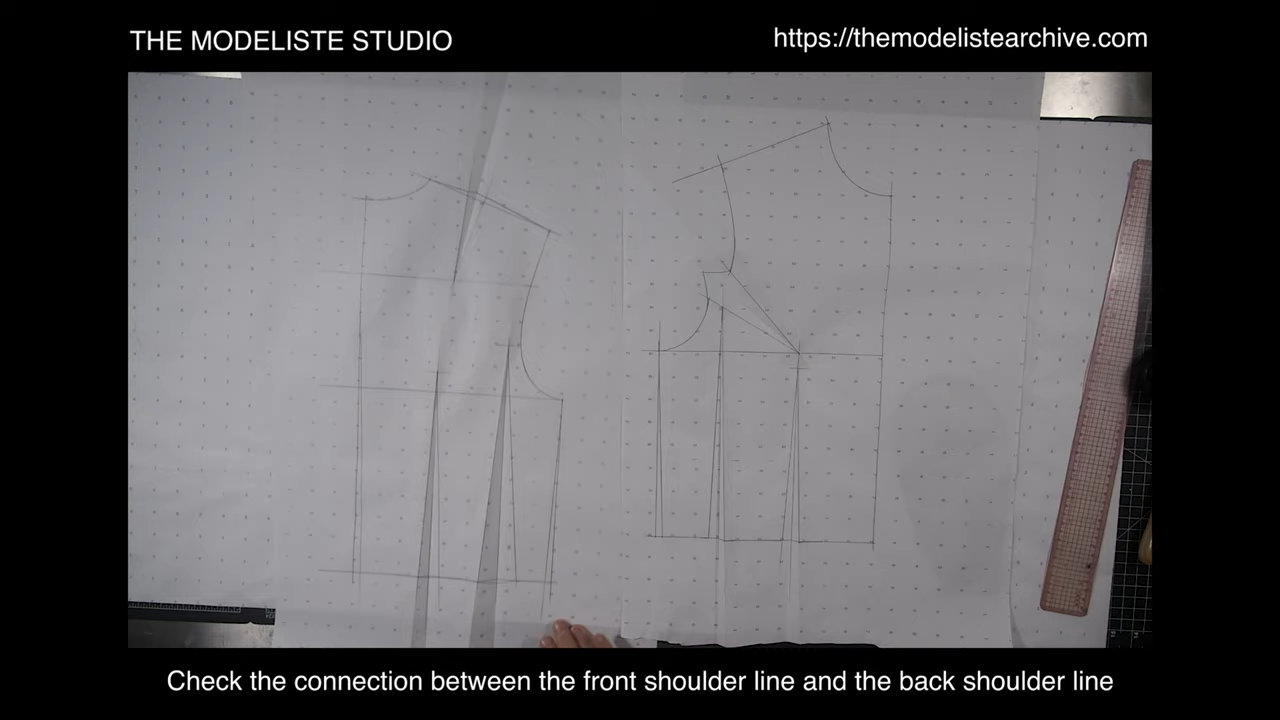 THE MODELISTE STUDIO
https://themodelistearchive.com
Check the connection between the front shoulder line and the back shoulder line